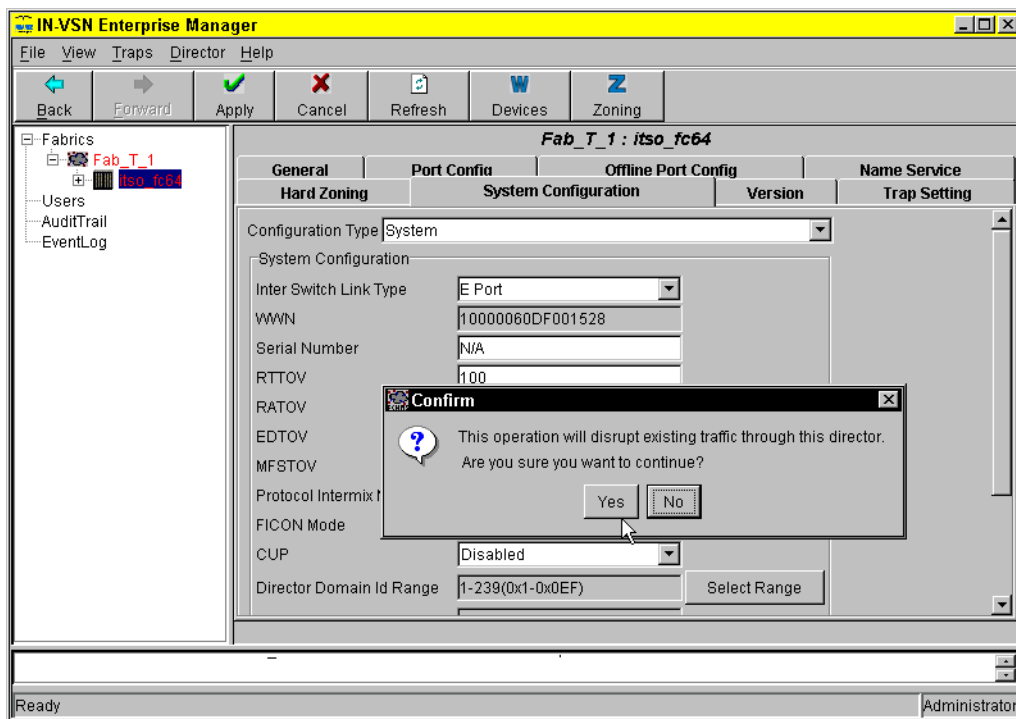 IN-VSN Enterprise Manager
File View Traps Director Help
Back Forward Apply Cancel Refresh Devices Zoning
Fabrics
Fab_T_1
itso_fc64
Users
AuditTrail
EventLog
Fab_T_1 : itso_fc64
General Port Config Offline Port Config Name Service
Hard Zoning System Configuration Version Trap Setting
Configuration Type System
System Configuration
Inter Switch Link Type E Port
WWN 10000060DF001528
Serial Number N/A
RTTOV 100
RATOV
EDTOV
MFSTOV
Protocol Intermix
FICON Mode
CUP Disabled
Director Domain Id Range 1-239(0x1-0x0EF) Select Range
Confirm
This operation will disrupt existing traffic through this director.
Are you sure you want to continue?
Yes No
Ready Administrator